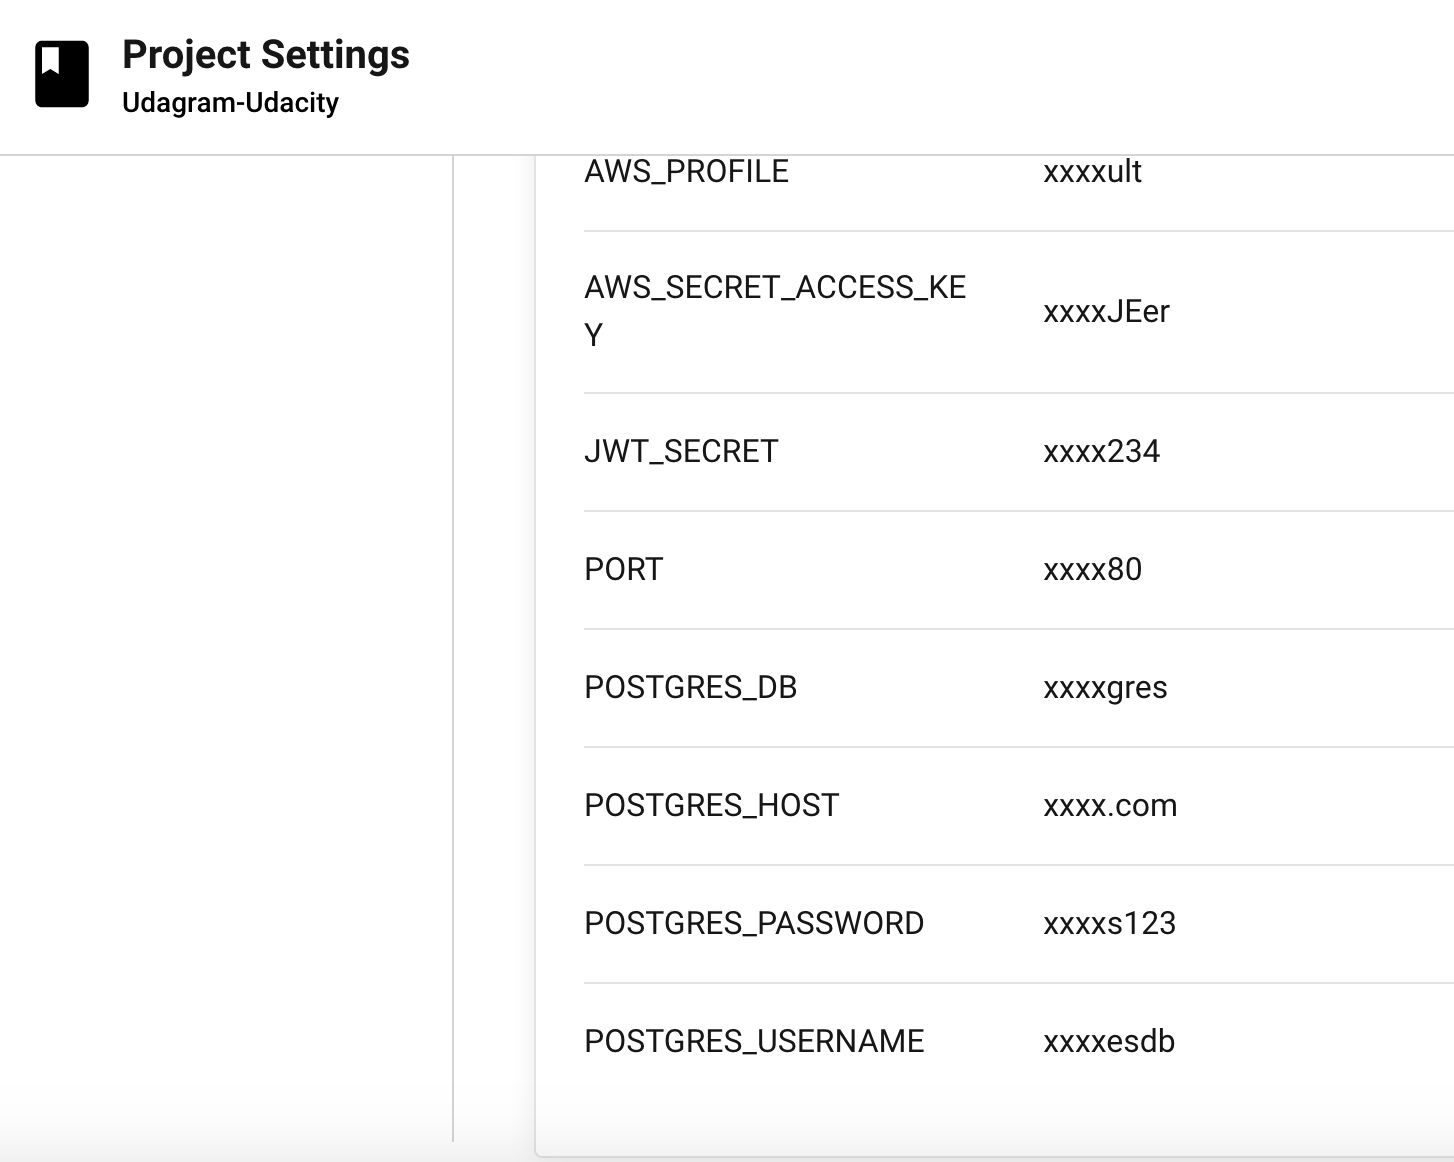 Project Settings
Udagram-Udacity
AWS_PROFILE xxxxult
AWS_SECRET_ACCESS_KE
Y xxxxJEer
JWT_SECRET xxxx234
PORT xxxx80
POSTGRES_DB xxxxgres
POSTGRES_HOST xxxx.com
POSTGRES_PASSWORD xxxxs123
POSTGRES_USERNAME xxxxesdb